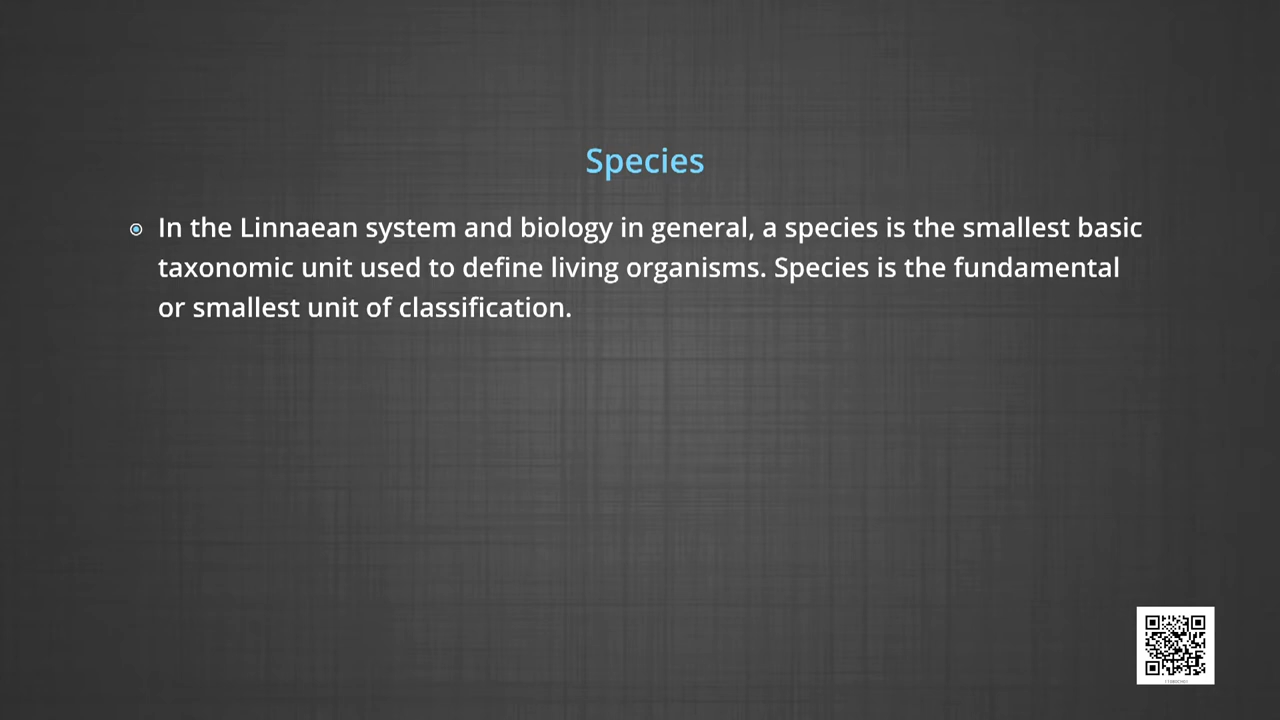 Species
In the Linnaean system and biology in general, a species is the smallest basic
taxonomic unit used to define living organisms. Species is the fundamental
or smallest unit of classification.